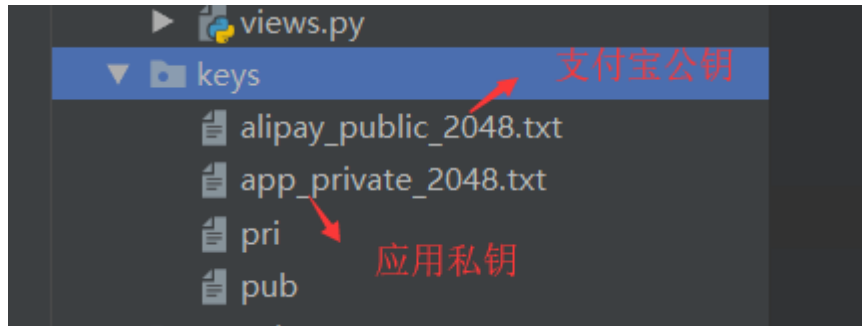 views.py
keys
支付宝公钥
alipay_public_2048.txt
app_private_2048.txt
pri
应用私钥
pub